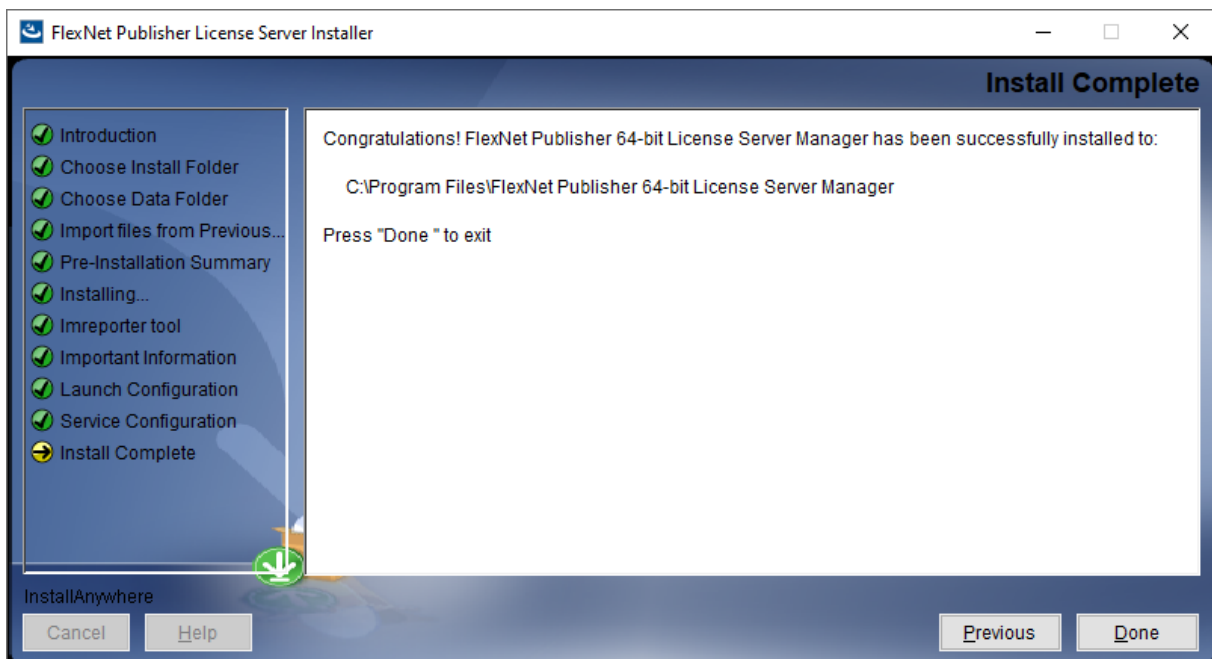 FlexNet Publisher License Server Installer
Install Complete
Introduction
Choose Install Folder
Choose Data Folder
Import files from Previous...
Pre-Installation Summary
Installing...
lmreporter tool
Important Information
Launch Configuration
Service Configuration
Install Complete
Congratulations! FlexNet Publisher 64-bit License Server Manager has been successfully installed to:
C:\Program Files\FlexNet Publisher 64-bit License Server Manager
Press "Done " to exit
InstallAnywhere
Cancel
Help
Previous
Done